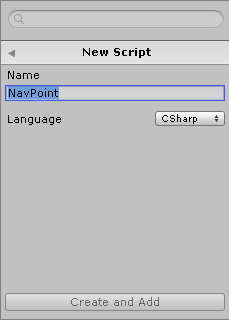 New Script
Name
NavPoint
Language CSharp
Create and Add